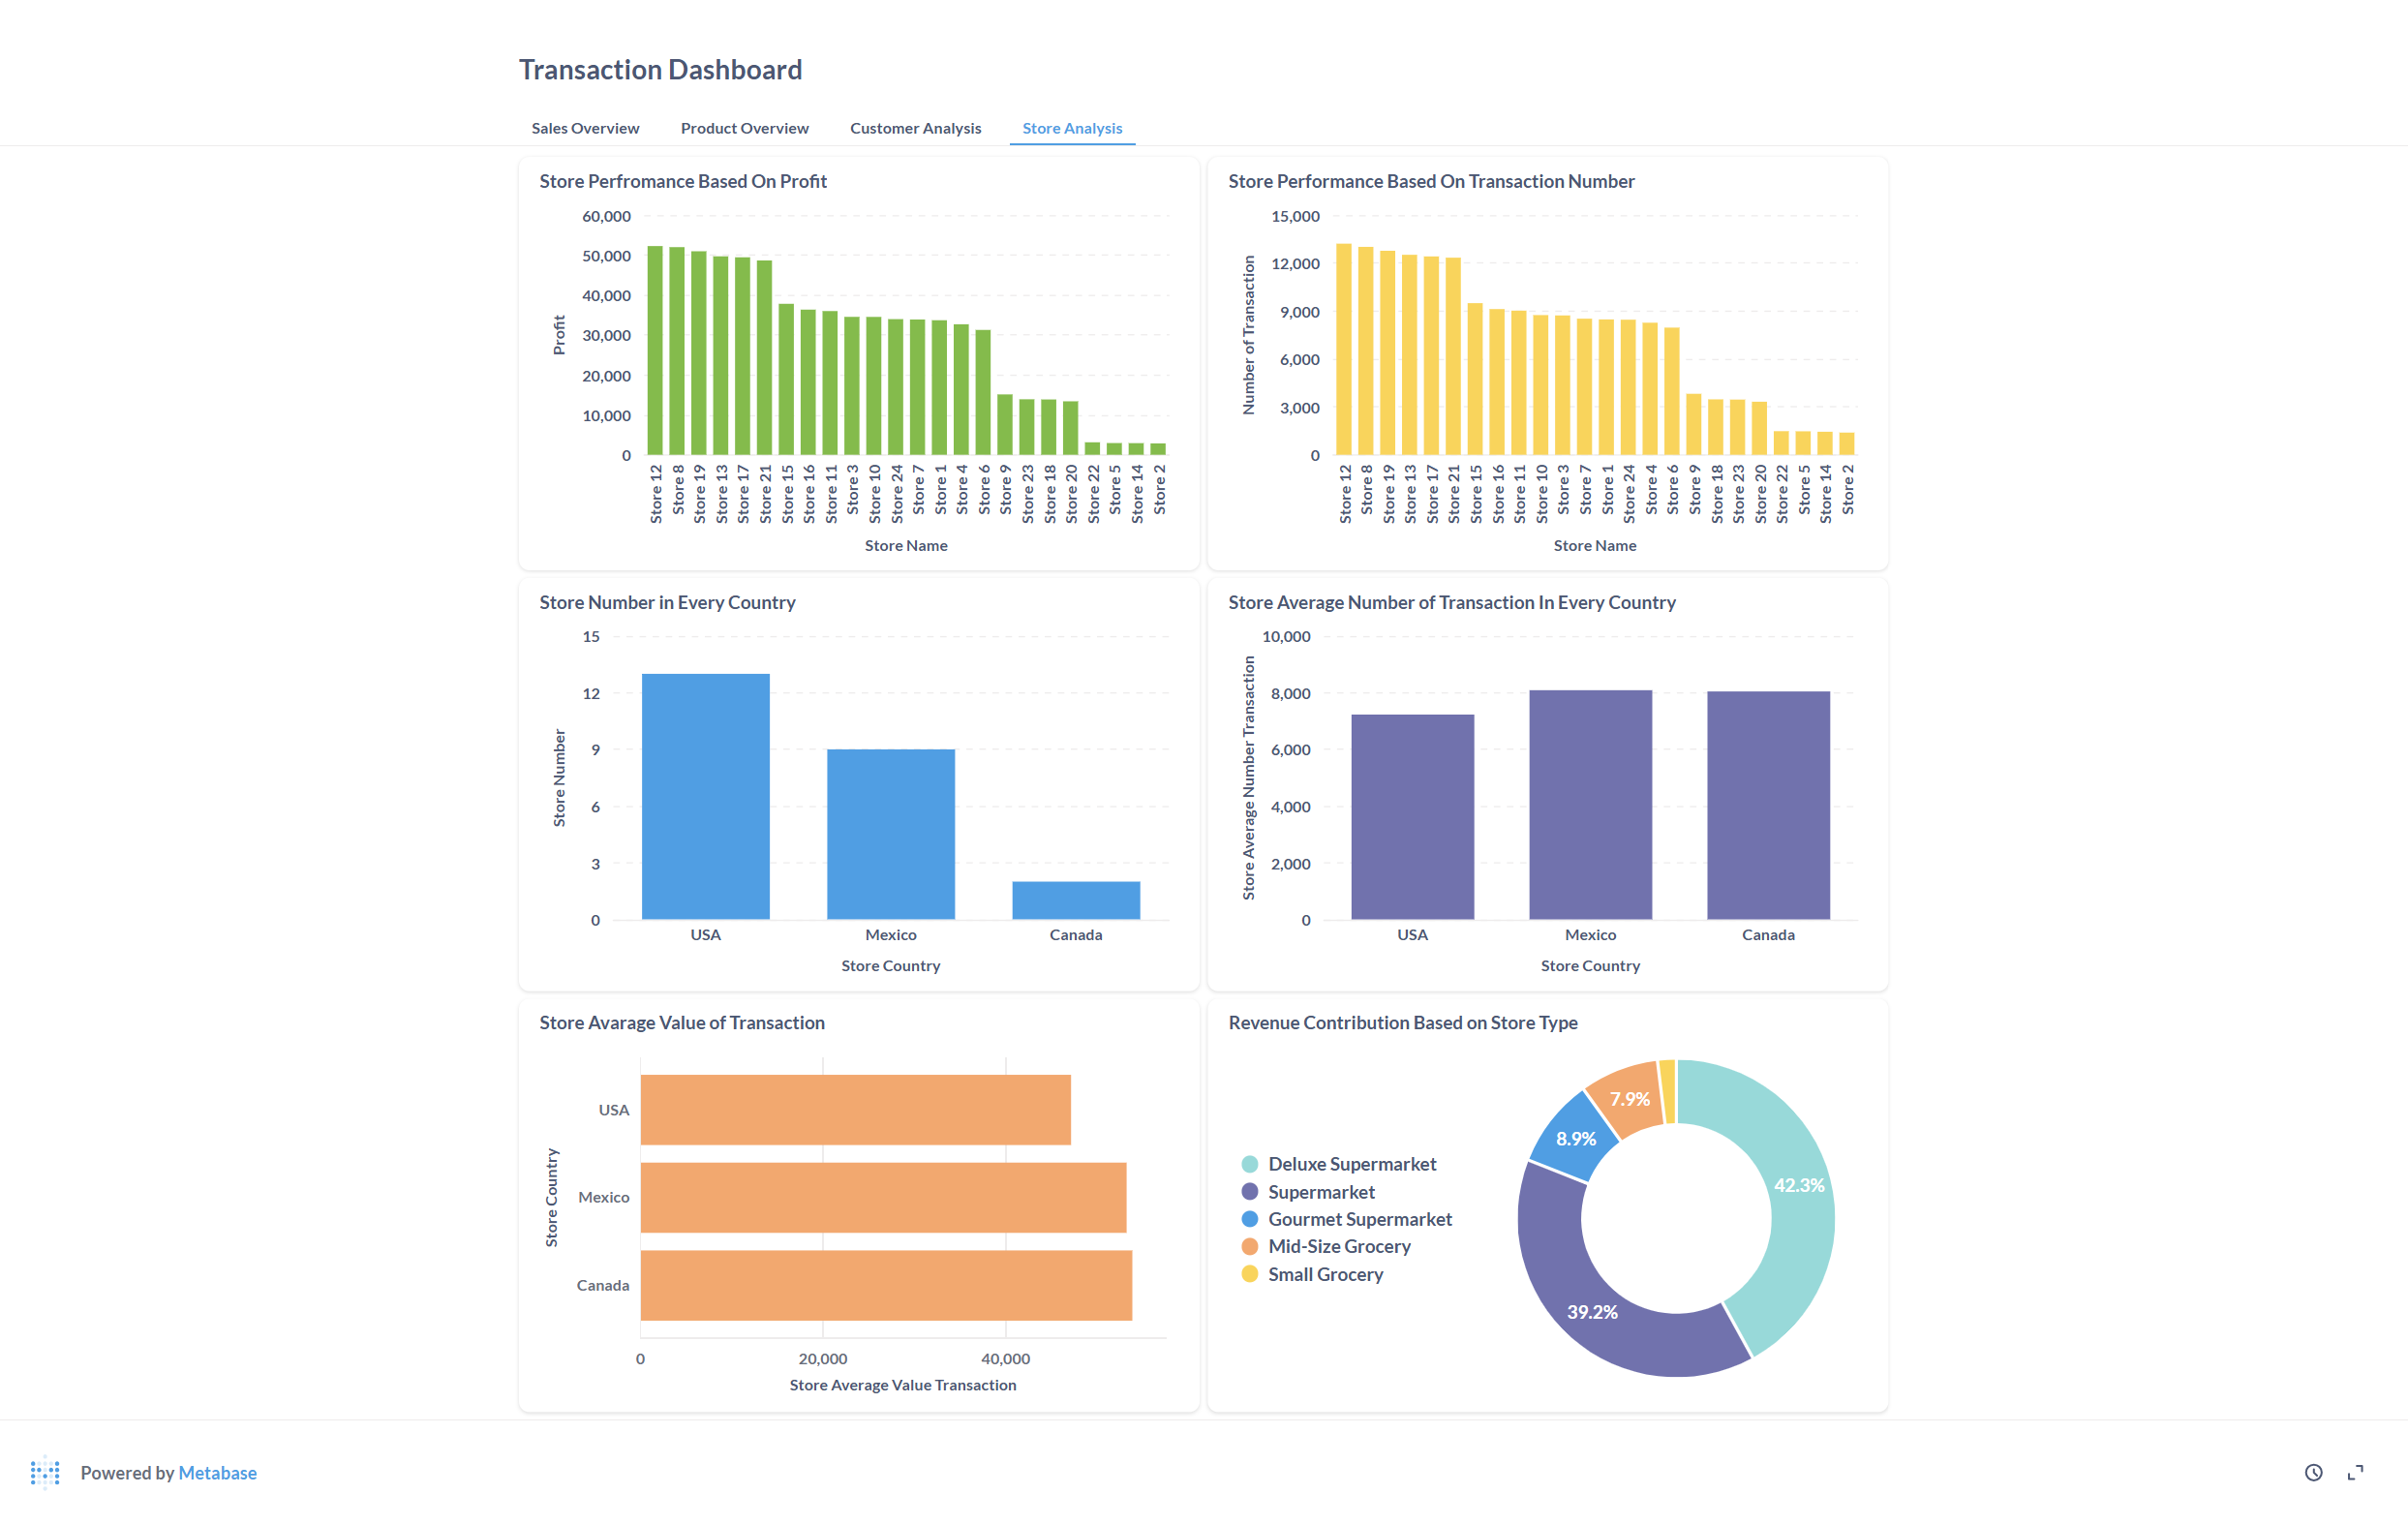 Transaction Dashboard
Sales Overview
Product Overview
Customer Analysis
Store Analysis
Store Perfromance Based On Profit
60,000
50,000
40,000
30,000
20,000
10,000
0
Profit
Store 12
Store 8
Store 19
Store 13
Store 17
Store 21
Store 15
Store 16
Store 11
Store 3
Store 10
Store 24
Store 7
Store 1
Store 4
Store 6
Store 9
Store 23
Store 18
Store 20
Store 22
Store 5
Store 14
Store 2
Store Name
Store Performance Based On Transaction Number
15,000
12,000
9,000
6,000
3,000
0
Number of Transaction
Store 12
Store 8
Store 19
Store 13
Store 17
Store 21
Store 15
Store 16
Store 11
Store 10
Store 3
Store 7
Store 1
Store 24
Store 4
Store 6
Store 9
Store 18
Store 23
Store 20
Store 22
Store 5
Store 14
Store 2
Store Name
Store Number in Every Country
15
12
9
6
3
0
Store Number
USA
Mexico
Canada
Store Country
Store Average Number of Transaction In Every Country
10,000
8,000
6,000
4,000
2,000
0
Store Average Number Transaction
USA
Mexico
Canada
Store Country
Store Avarage Value of Transaction
Store Country
USA
Mexico
Canada
0
20,000
40,000
Store Average Value Transaction
Revenue Contribution Based on Store Type
Deluxe Supermarket
Supermarket
Gourmet Supermarket
Mid-Size Grocery
Small Grocery
7.9%
8.9%
42.3%
39.2%
Powered by Metabase